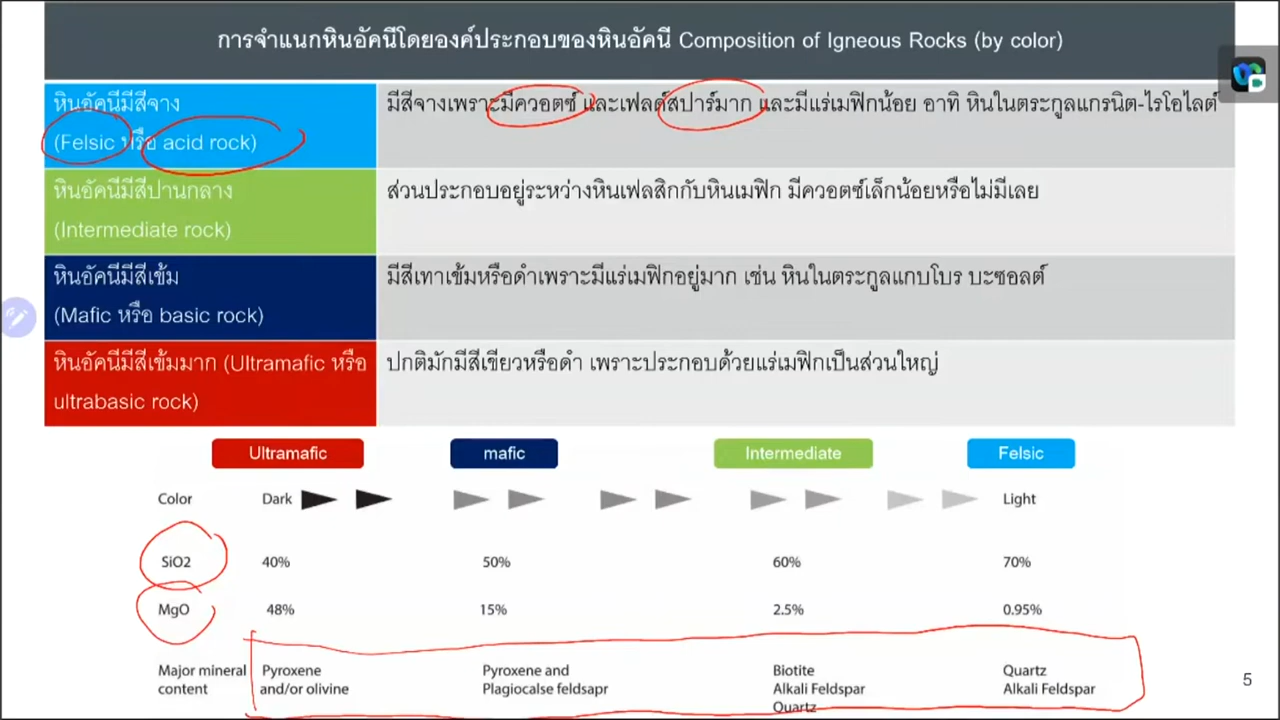 การจำแนกหินอัคนีโดยองค์ประกอบของหินอัคนี Composition of Igneous Rocks (by color)
หินอัคนีมีสีจาง
(Felsic หรือ acid rock)
มีสีจางเพราะมีควอตซ์ และเฟลด์สปาร์มาก และมีแร่เมฟิกน้อย อาทิ หินในตระกูลแกรนิต-ไรโอไลต์
หินอัคนีมีสีปานกลาง
(Intermediate rock)
ส่วนประกอบอยู่ระหว่างหินเฟลสิกกับหินเมฟิก มีควอตซ์เล็กน้อยหรือไม่มีเลย
หินอัคนีมีสีเข้ม
(Mafic หรือ basic rock)
มีสีเทาเข้มหรือดำเพราะมีแร่เมฟิกอยู่มาก เช่น หินในตระกูลแกบโบร บะซอลต์
หินอัคนีมีสีเข้มมาก (Ultramafic หรือ
ultrabasic rock)
ปกติมักมีสีเขียวหรือดำ เพราะประกอบด้วยแร่เมฟิกเป็นส่วนใหญ่
Ultramafic mafic Intermediate Felsic
Color Dark Light
SiO2 40% 50% 60% 70%
MgO 48% 15% 2.5% 0.95%
Major mineral Pyroxene Pyroxene and Biotite Quartz
content and/or olivine Plagiocalse feldsapr Alkali Feldspar Alkali Feldspar
Quartz
5